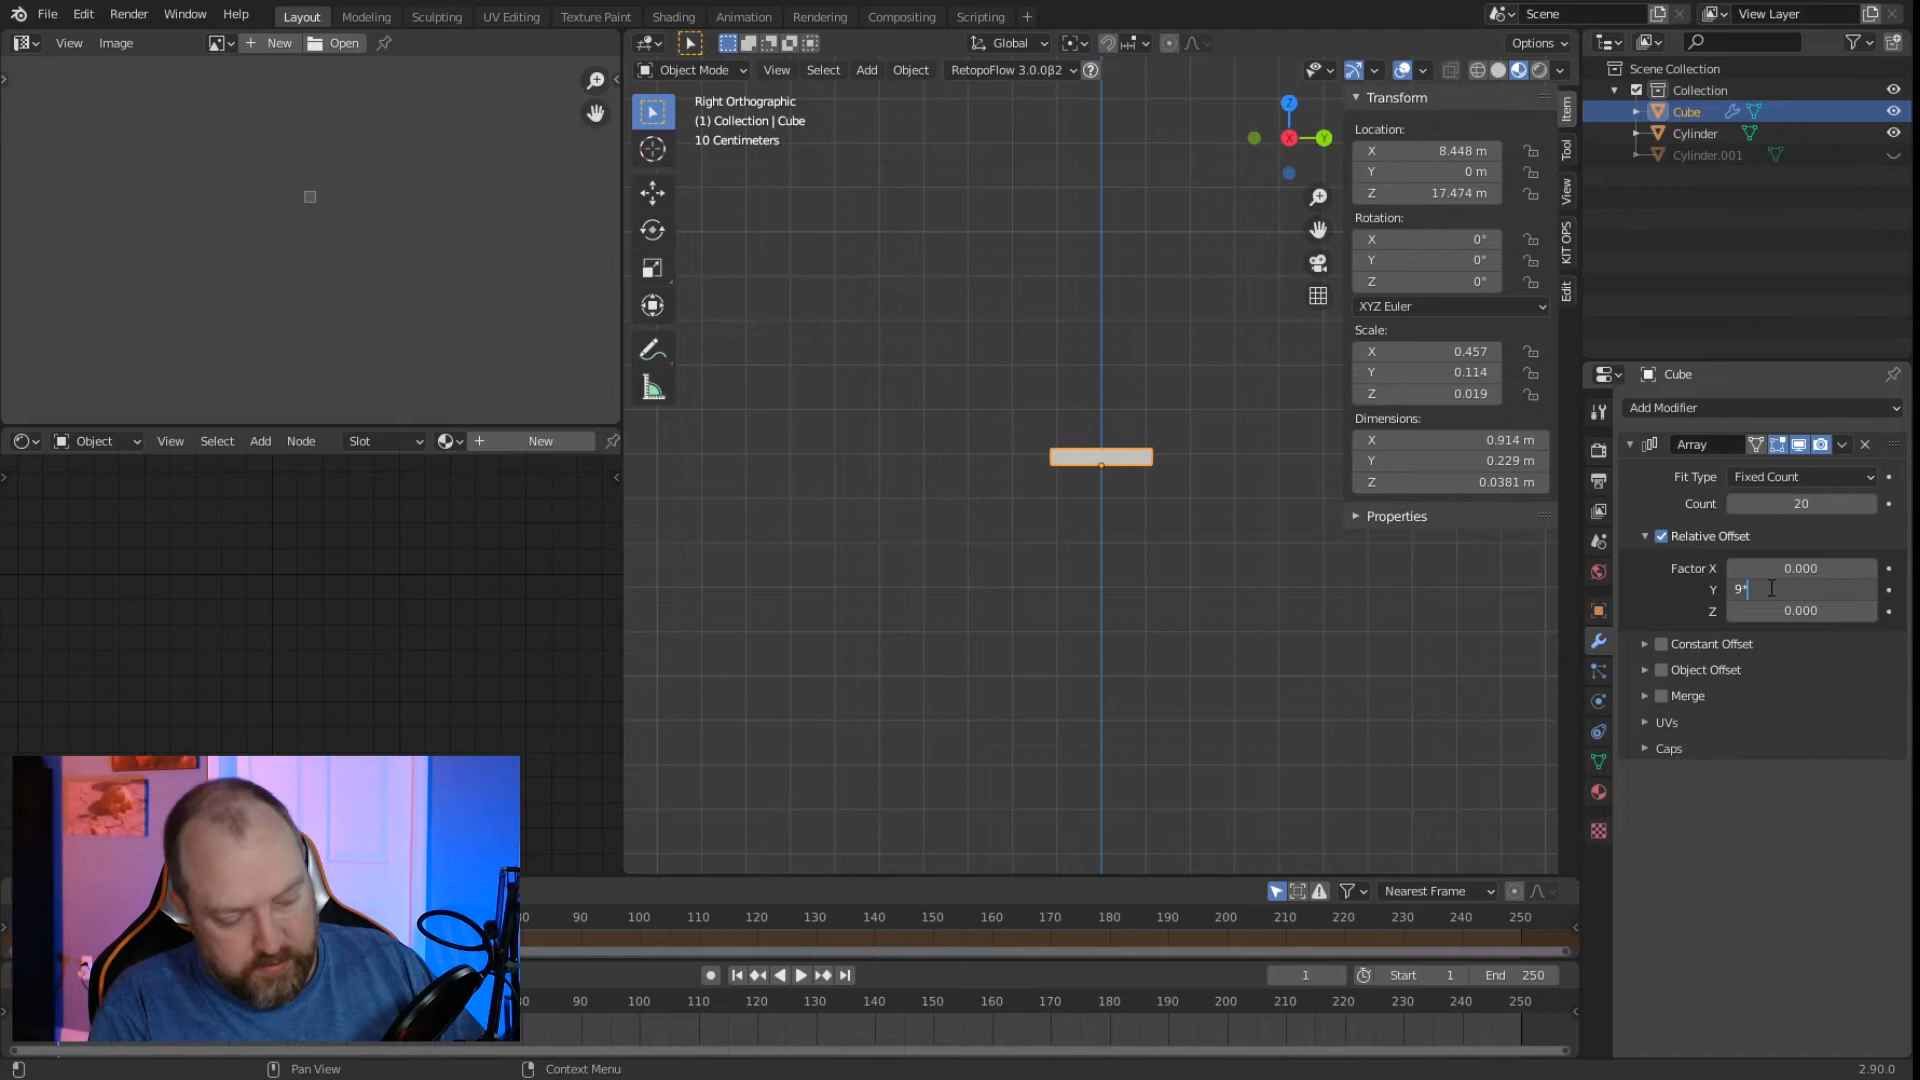 File Edit Render Window Help Layout Modeling Sculpting UV Editing Texture Paint Shading Animation Rendering Compositing Scripting + Scene View Layer
View Image New Open Global Options
Object Mode View Select Add Object RetopoFlow 3.0.0β2
Right Orthographic
(1) Collection | Cube
10 Centimeters
Z
X
Y
Transform
Location:
X 8.448 m
Y 0 m
Z 17.474 m
Rotation:
X 0°
Y 0°
Z 0°
XYZ Euler
Scale:
X 0.457
Y 0.114
Z 0.019
Dimensions:
X 0.914 m
Y 0.229 m
Z 0.0381 m
Properties
Item
Tool
View
KIT OPS
Edit
Scene Collection
Collection
Cube
Cylinder
Cylinder.001
Cube
Add Modifier
Array
Fit Type Fixed Count
Count 20
Relative Offset
Factor X 0.000
Y 9*
Z 0.000
Constant Offset
Object Offset
Merge
UVs
Caps
Object View Select Add Node Slot New
Nearest Frame
90 100 110 120 130 140 150 160 170 180 190 200 210 220 230 240 250
1 Start 1 End 250
90 100 110 120 130 140 150 160 170 180 190 200 210 220 230 240 250
Pan View Context Menu 2.90.0